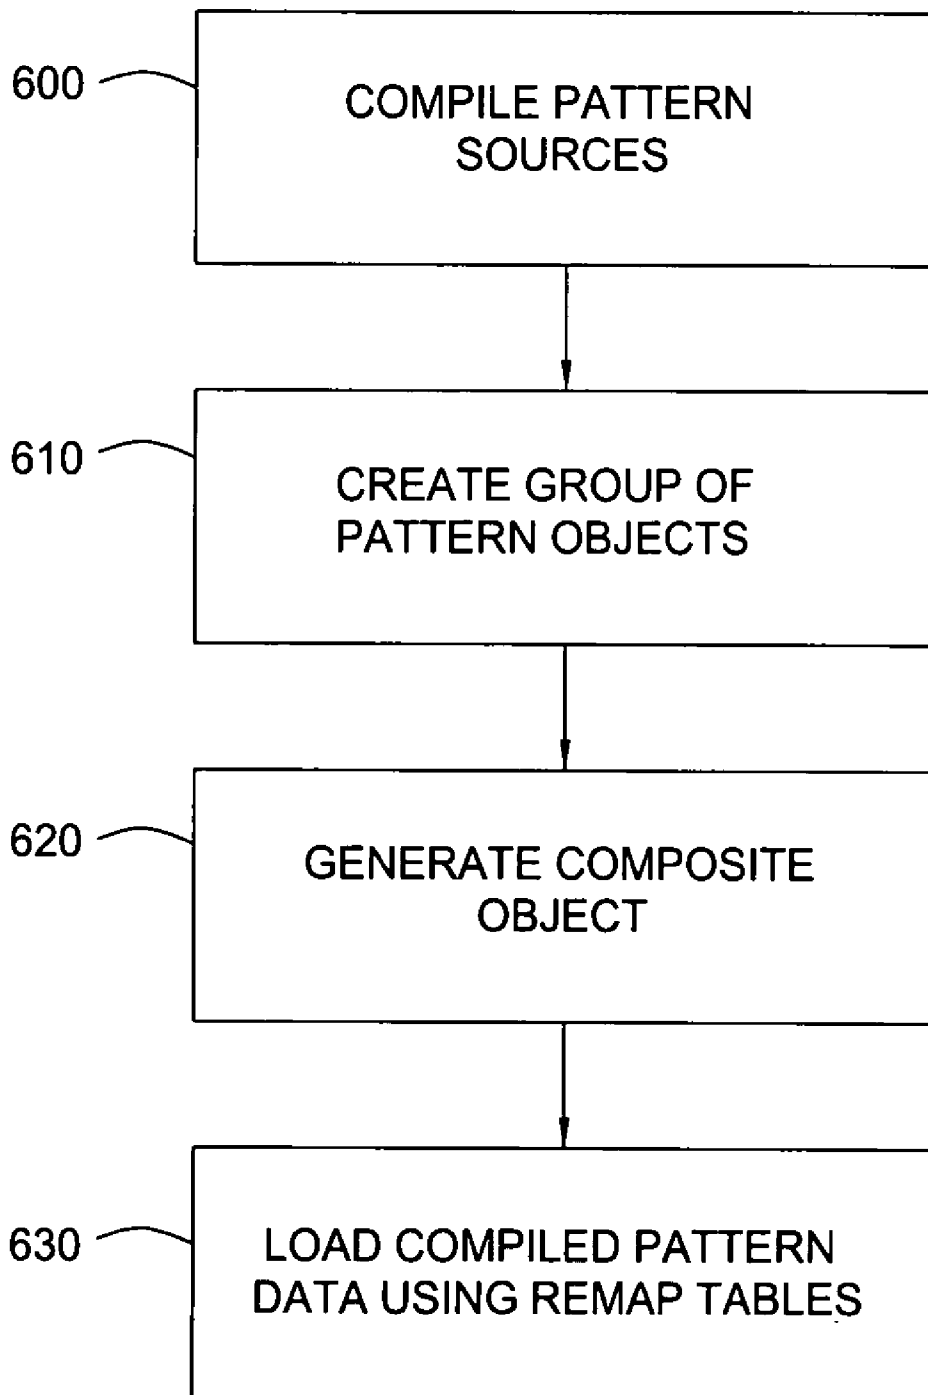 600
COMPILE PATTERN
SOURCES
610
CREATE GROUP OF
PATTERN OBJECTS
620
GENERATE COMPOSITE
OBJECT
630
LOAD COMPILED PATTERN
DATA USING REMAP TABLES